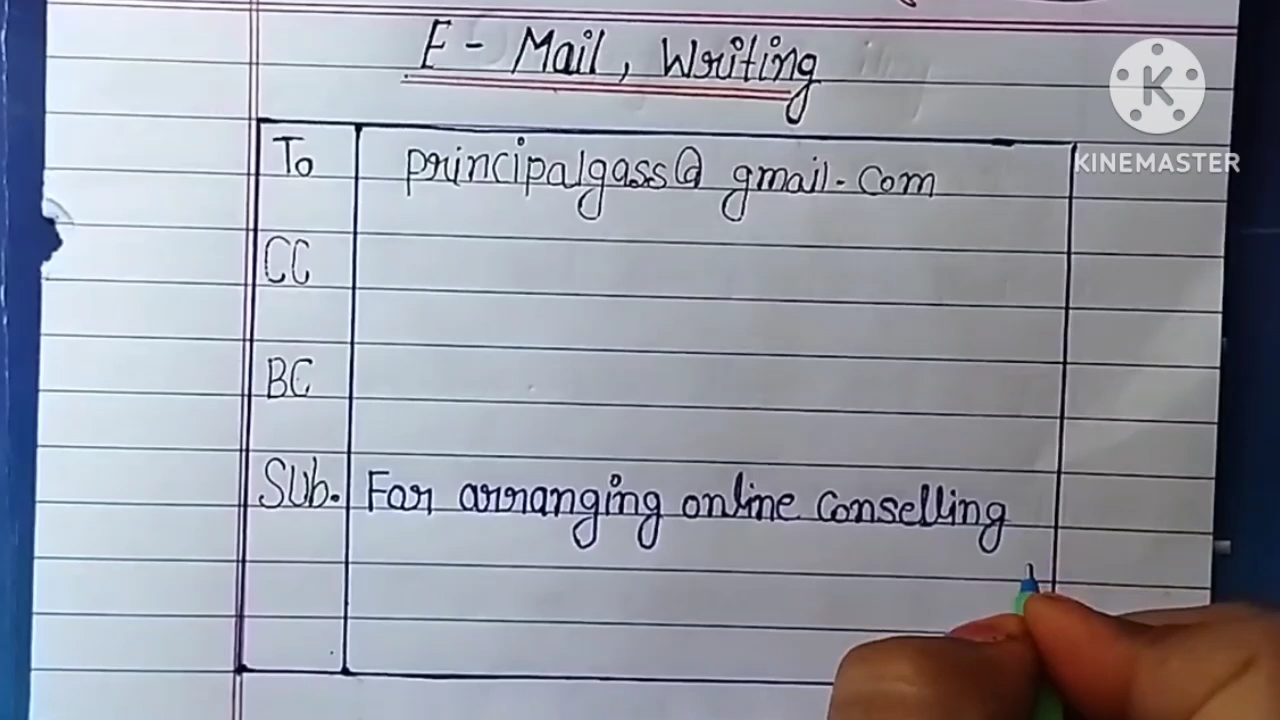 E - Mail, Writing
To principalgass@ gmail. com
CC
BC
Sub. For arranging online conselling
K
KINEMASTER